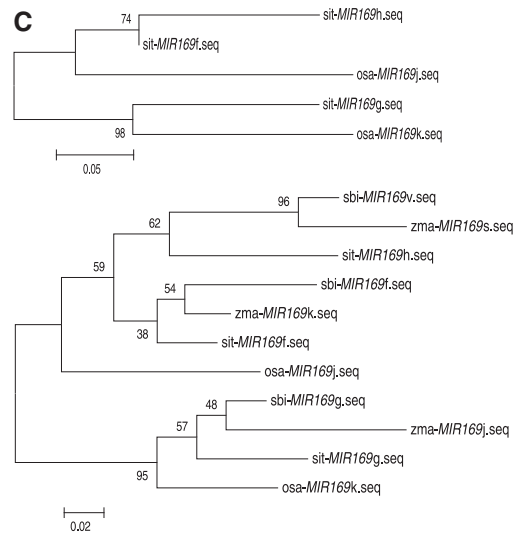 C
74
sit-MIR169h.seq
sit-MIR169f.seq
osa-MIR169j.seq
sit-MIR169g.seq
98
osa-MIR169k.seq
0.05
96
sbi-MIR169v.seq
62
zma-MIR169s.seq
sit-MIR169h.seq
59
54
sbi-MIR169f.seq
zma-MIR169k.seq
38
sit-MIR169f.seq
osa-MIR169j.seq
48
sbi-MIR169g.seq
57
zma-MIR169j.seq
sit-MIR169g.seq
95
osa-MIR169k.seq
0.02